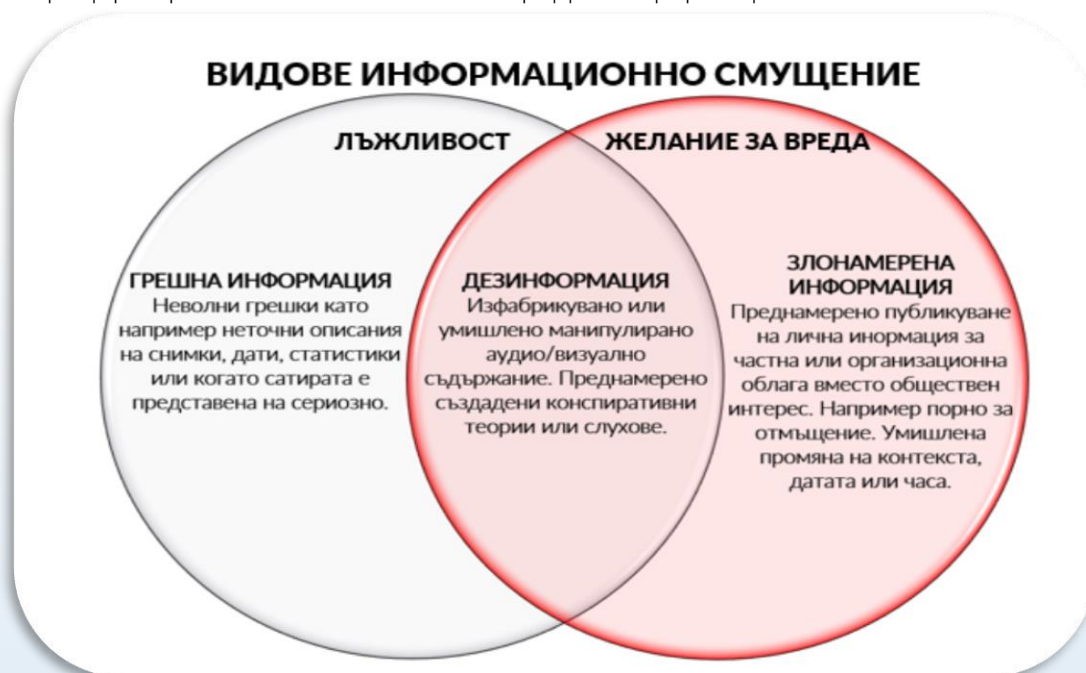 ВИДОВЕ ИНФОРМАЦИОННО СМУЩЕНИЕ
ЛЪЖЛИВОСТ
ЖЕЛАНИЕ ЗА ВРЕДА
ГРЕШНА ИНФОРМАЦИЯ
Неволни грешки като
например неточни описания
на снимки, дати, статистики
или когато сатирата е
представена на сериозно.
ДЕЗИНФОРМАЦИЯ
Изфабрикувано или
умишлено манипулирано
аудио/визуално
съдържание. Преднамерено
създадени конспиративни
теории или слухове.
ЗЛОНАМЕРЕНА
ИНФОРМАЦИЯ
Преднамерено публикуване
на лична инормация за
частна или организационна
облага вместо обществен
интерес. Например порно за
отмъщение. Умишлена
промяна на контекста,
датата или часа.